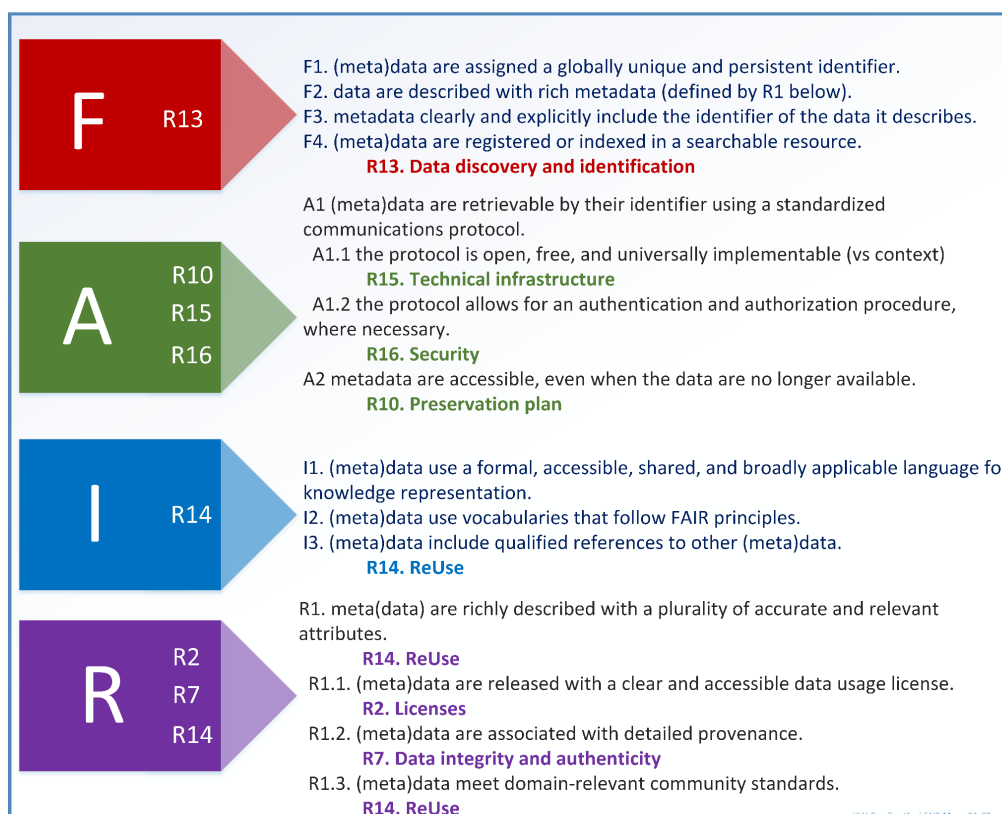 F
R13
F1. (meta)data are assigned a globally unique and persistent identifier.
F2. data are described with rich metadata (defined by R1 below).
F3. metadata clearly and explicitly include the identifier of the data it describes.
F4. (meta)data are registered or indexed in a searchable resource.
R13. Data discovery and identification
A
R10
R15
R16
A1 (meta)data are retrievable by their identifier using a standardized
communications protocol.
A1.1 the protocol is open, free, and universally implementable (vs context)
R15. Technical infrastructure
A1.2 the protocol allows for an authentication and authorization procedure,
where necessary.
R16. Security
A2 metadata are accessible, even when the data are no longer available.
R10. Preservation plan
I
R14
I1. (meta)data use a formal, accessible, shared, and broadly applicable language fo
knowledge representation.
I2. (meta)data use vocabularies that follow FAIR principles.
I3. (meta)data include qualified references to other (meta)data.
R14. ReUse
R
R2
R7
R14
R1. meta(data) are richly described with a plurality of accurate and relevant
attributes.
R14. ReUse
R1.1. (meta)data are released with a clear and accessible data usage license.
R2. Licenses
R1.2. (meta)data are associated with detailed provenance.
R7. Data integrity and authenticity
R1.3. (meta)data meet domain-relevant community standards.
R14. ReUse